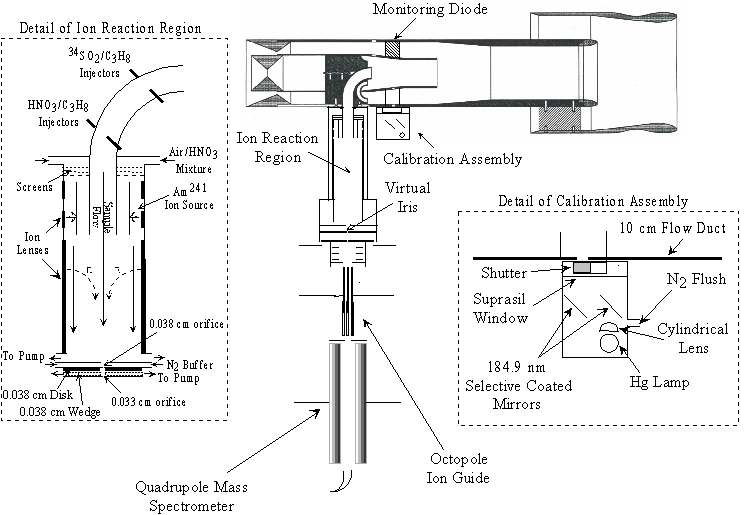 Monitoring Diode
Detail of Ion Reaction Region
34SO2/C3H8
Injectors
HNO3/C3H8
Injectors
Air/HNO3
Mixture
Screens
Am241
Ion Source
Sample
Flow
Ion
Lenses
0.038 cm orifice
To Pump
N2 Buffer
To Pump
0.038 cm Disk
0.038 cm Wedge
0.033 cm orifice
Ion Reaction
Region
Calibration Assembly
Virtual
Iris
Octopole
Ion Guide
Quadrupole Mass
Spectrometer
Detail of Calibration Assembly
10 cm Flow Duct
Shutter
N2 Flush
Suprasil
Window
Cylindrical
Lens
184.9 nm
Selective Coated
Mirrors
Hg Lamp